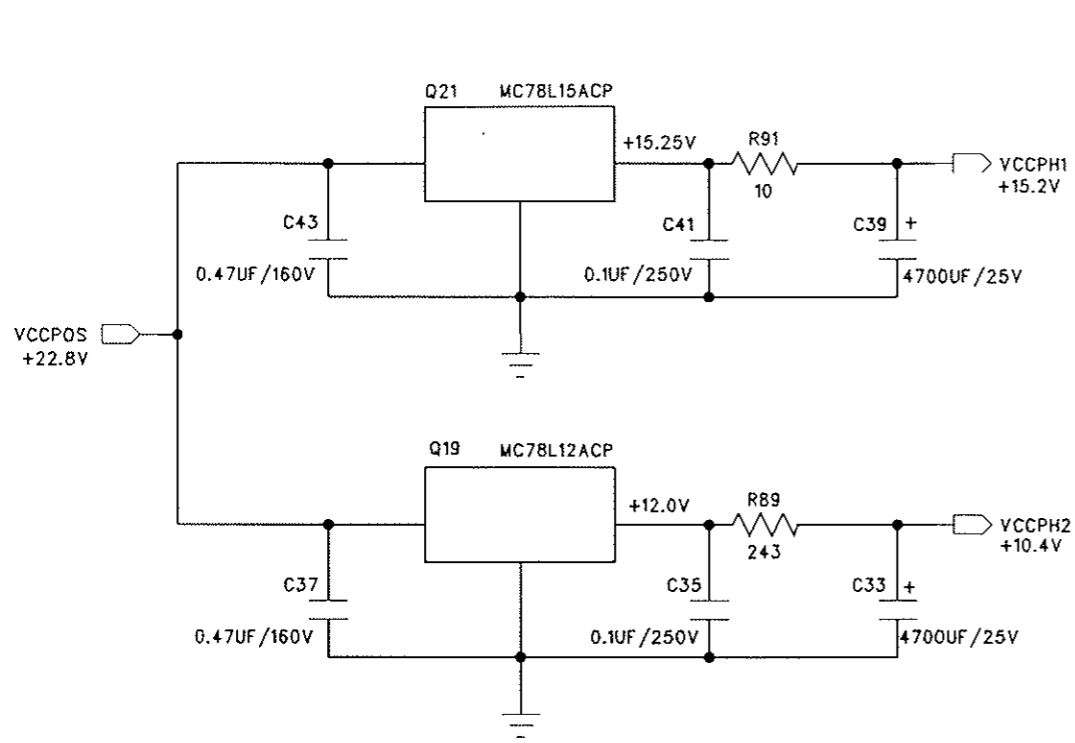 Q21 MC78L15ACP
+15.25V
R91
10
VCCPH1
+15.2V
C43
0.47UF/160V
C41
0.1UF/250V
C39 +
4700UF/25V
VCCPOS
+22.8V
Q19 MC78L12ACP
+12.0V
R89
243
VCCPH2
+10.4V
C37
0.47UF/160V
C35
0.1UF/250V
C33 +
4700UF/25V